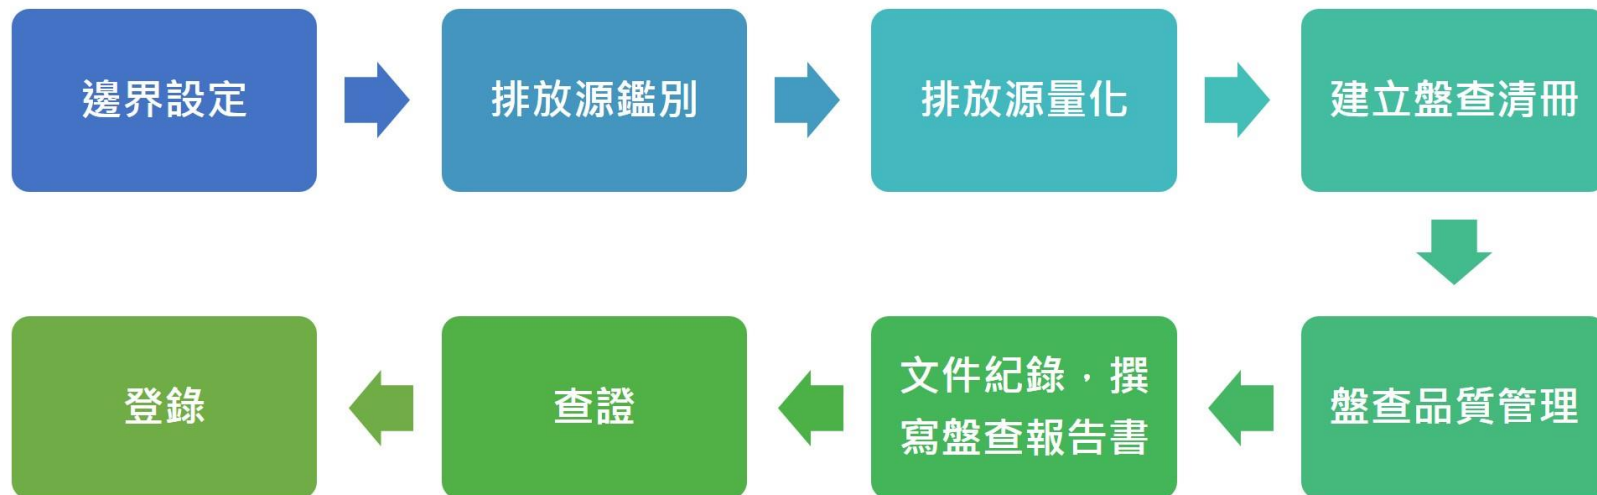 邊界設定
排放源鑑別
排放源量化
建立盤查清冊
盤查品質管理
文件紀錄，撰
寫盤查報告書
查證
登錄